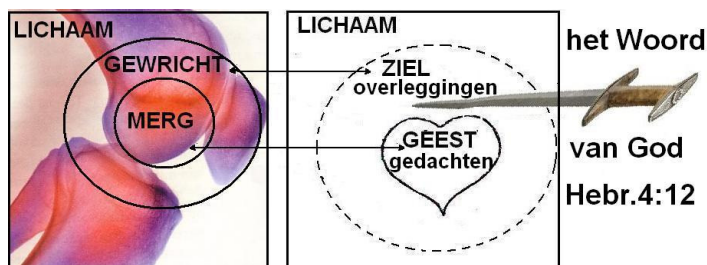 LICHAAM
GEWRICHT
MERG
LICHAAM
ZIEL
overleggingen
GEEST
gedachten
het Woord
van God
Hebr.4:12